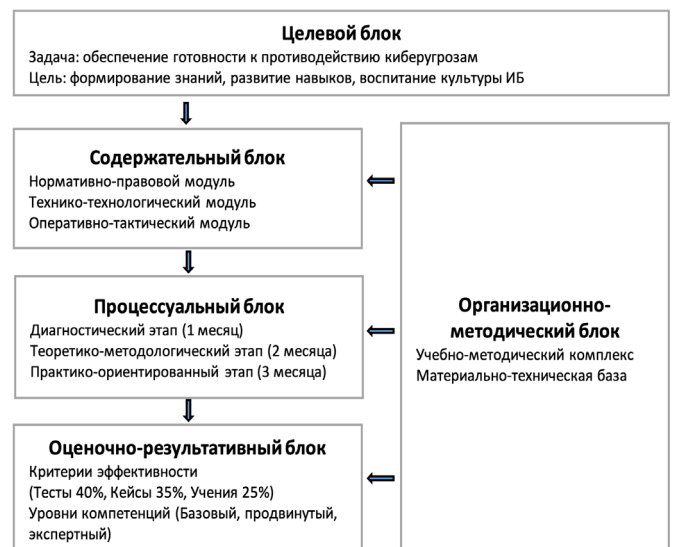 Целевой блок
Задача: обеспечение готовности к противодействию киберугрозам
Цель: формирование знаний, развитие навыков, воспитание культуры ИБ
Содержательный блок
Нормативно-правовой модуль
Технико-технологический модуль
Оперативно-тактический модуль
Процессуальный блок
Диагностический этап (1 месяц)
Теоретико-методологический этап (2 месяца)
Практико-ориентированный этап (3 месяца)
Оценочно-результативный блок
Критерии эффективности
(Тесты 40%, Кейсы 35%, Учения 25%)
Уровни компетенций (Базовый, продвинутый,
экспертный)
Организационно-
методический блок
Учебно-методический комплекс
Материально-техническая база